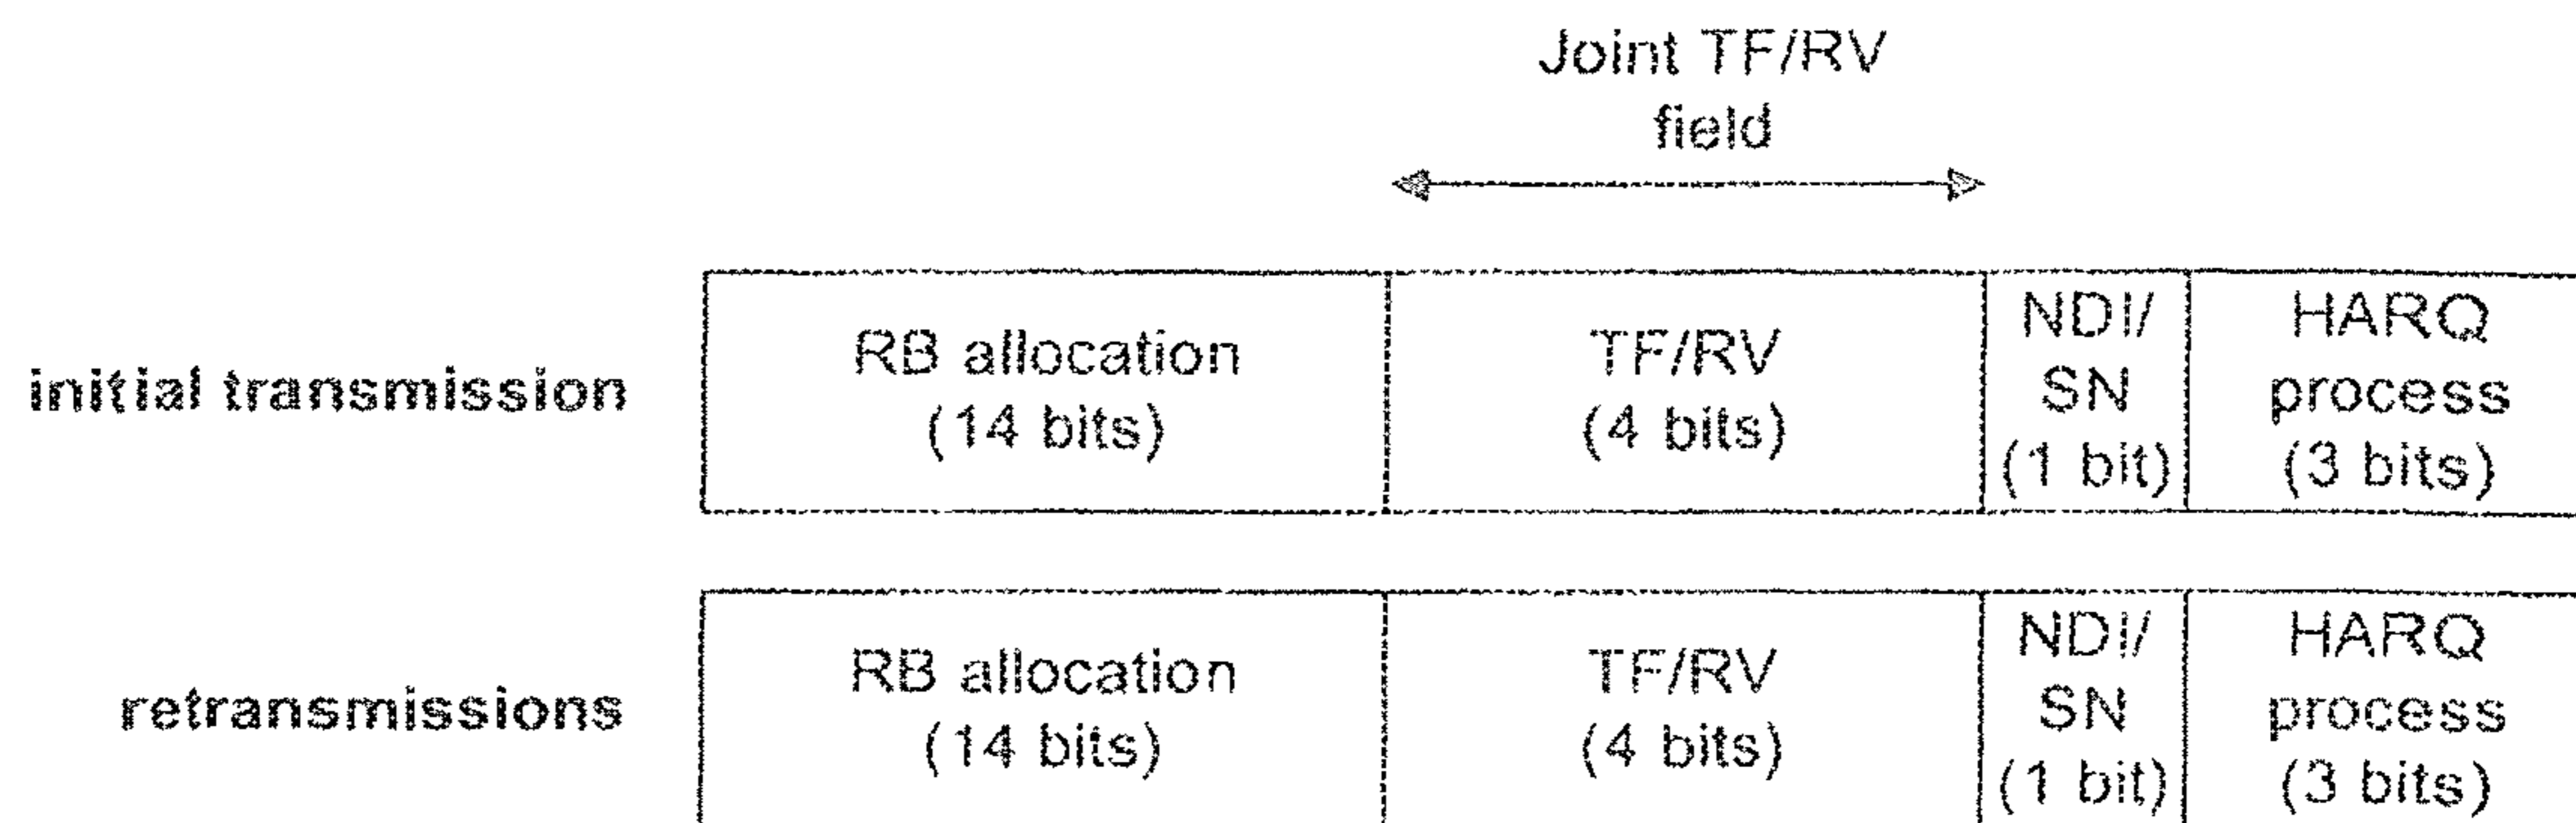 Joint TF/RV
field
initial transmission
RB allocation
(14 bits)
TF/RV
(4 bits)
NDI/
SN
(1 bit)
HARQ
process
(3 bits)
retransmissions
RB allocation
(14 bits)
TF/RV
(4 bits)
NDI/
SN
(1 bit)
HARQ
process
(3 bits)